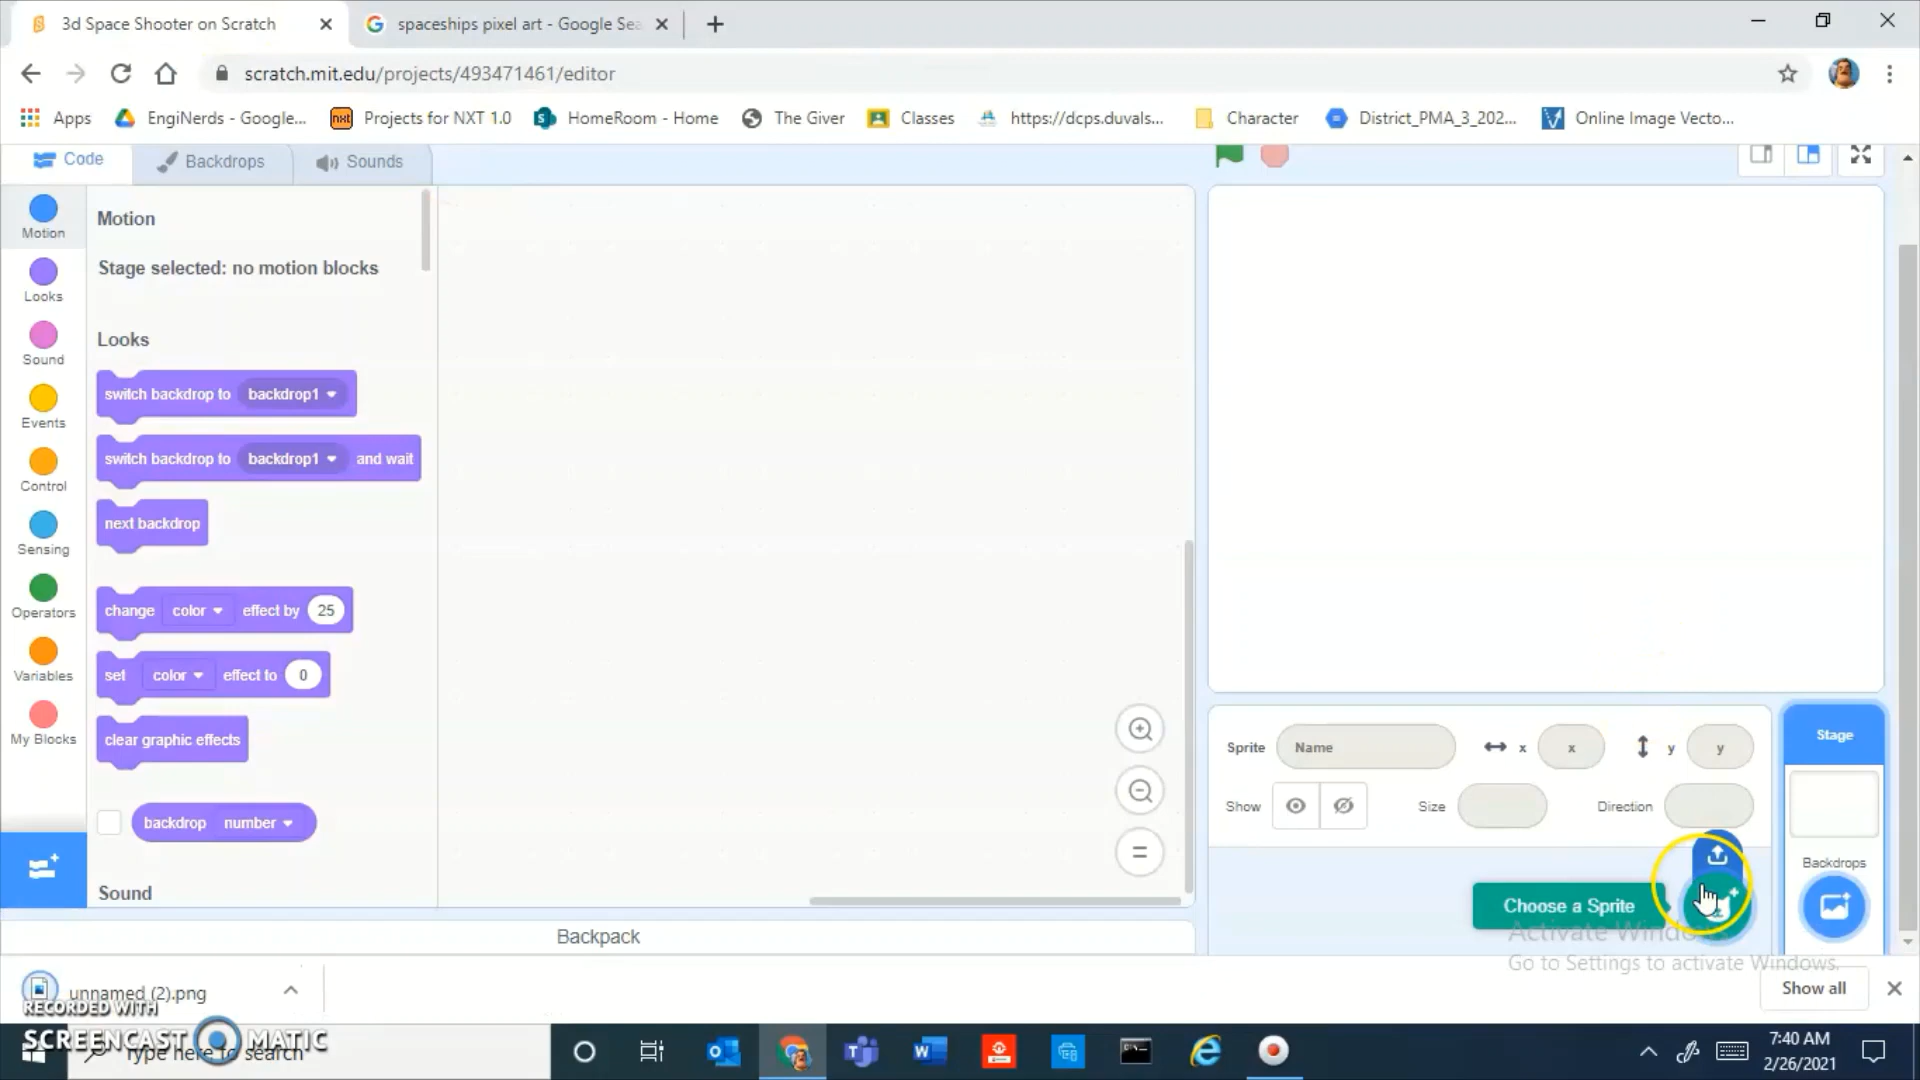 3d Space Shooter on Scratch
spaceships pixel art - Google Sea
scratch.mit.edu/projects/493471461/editor
Apps
EngiNerds - Google...
nxt
Projects for NXT 1.0
HomeRoom - Home
The Giver
Classes
https://dcps.duvals...
Character
District_PMA_3_202...
Online Image Vecto...
Code
Backdrops
Sounds
Motion
Looks
Sound
Events
Control
Sensing
Operators
Variables
My Blocks
Motion
Stage selected: no motion blocks
Looks
switch backdrop to backdrop1
switch backdrop to backdrop1 and wait
next backdrop
change color effect by 25
set color effect to 0
clear graphic effects
backdrop number
Sound
Backpack
Sprite Name x x y y
Show Size Direction
Stage
Backdrops
Choose a Sprite
Activate Windows
Go to Settings to activate Windows.
unnamed (2).png
Show all
RECORDED WITH
SCREENCAST MATIC
Type here to search
7:40 AM
2/26/2021